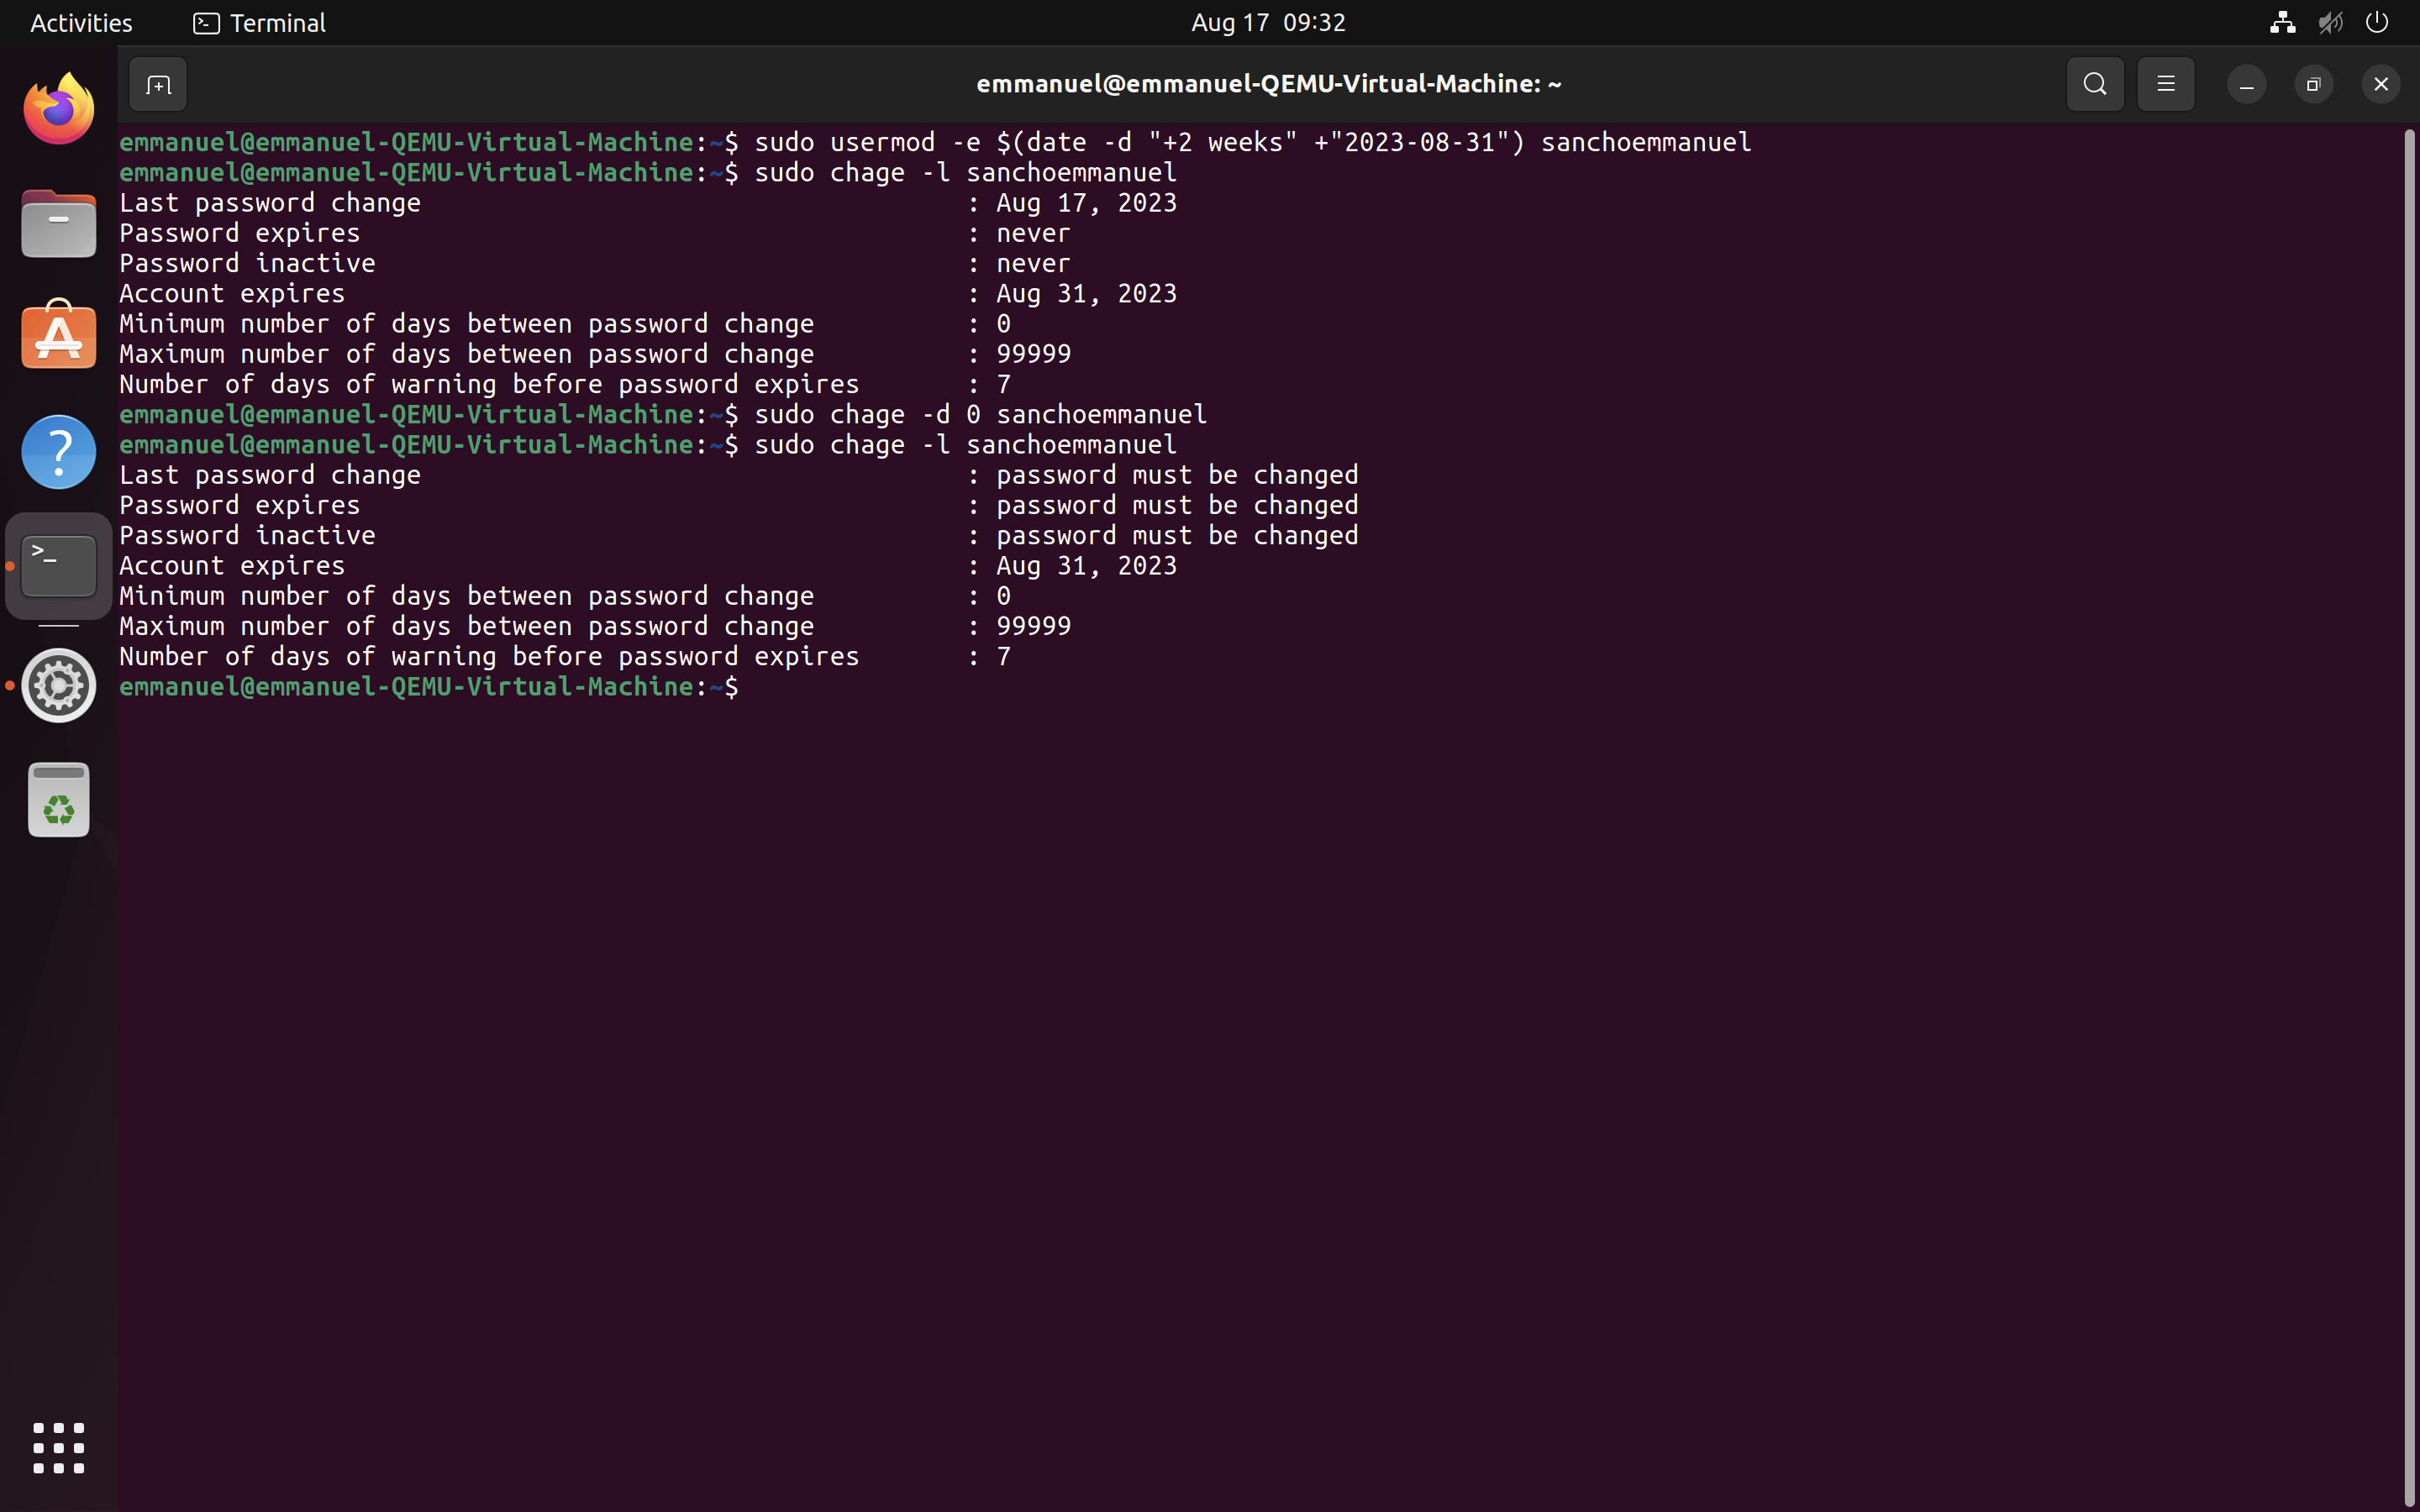 Activities Terminal Aug 17 09:32
emmanuel@emmanuel-QEMU-Virtual-Machine: ~
emmanuel@emmanuel-QEMU-Virtual-Machine:~$ sudo usermod -e $(date -d "+2 weeks" +"2023-08-31") sanchoemmanuel
emmanuel@emmanuel-QEMU-Virtual-Machine:~$ sudo chage -l sanchoemmanuel
Last password change : Aug 17, 2023
Password expires : never
Password inactive : never
Account expires : Aug 31, 2023
Minimum number of days between password change : 0
Maximum number of days between password change : 99999
Number of days of warning before password expires : 7
emmanuel@emmanuel-QEMU-Virtual-Machine:~$ sudo chage -d 0 sanchoemmanuel
emmanuel@emmanuel-QEMU-Virtual-Machine:~$ sudo chage -l sanchoemmanuel
Last password change : password must be changed
Password expires : password must be changed
Password inactive : password must be changed
Account expires : Aug 31, 2023
Minimum number of days between password change : 0
Maximum number of days between password change : 99999
Number of days of warning before password expires : 7
emmanuel@emmanuel-QEMU-Virtual-Machine:~$